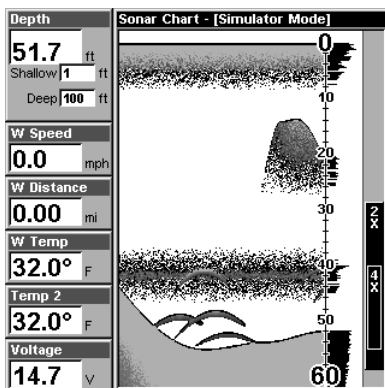 Depth
51.7 ft
Shallow 1 ft
Deep 100 ft
W Speed
0.0 mph
W Distance
0.00 mi
W Temp
32.0° F
Temp 2
32.0° F
Voltage
14.7 V
Sonar Chart - [Simulator Mode]
0
10
20
30
40
50
60
2X
4X